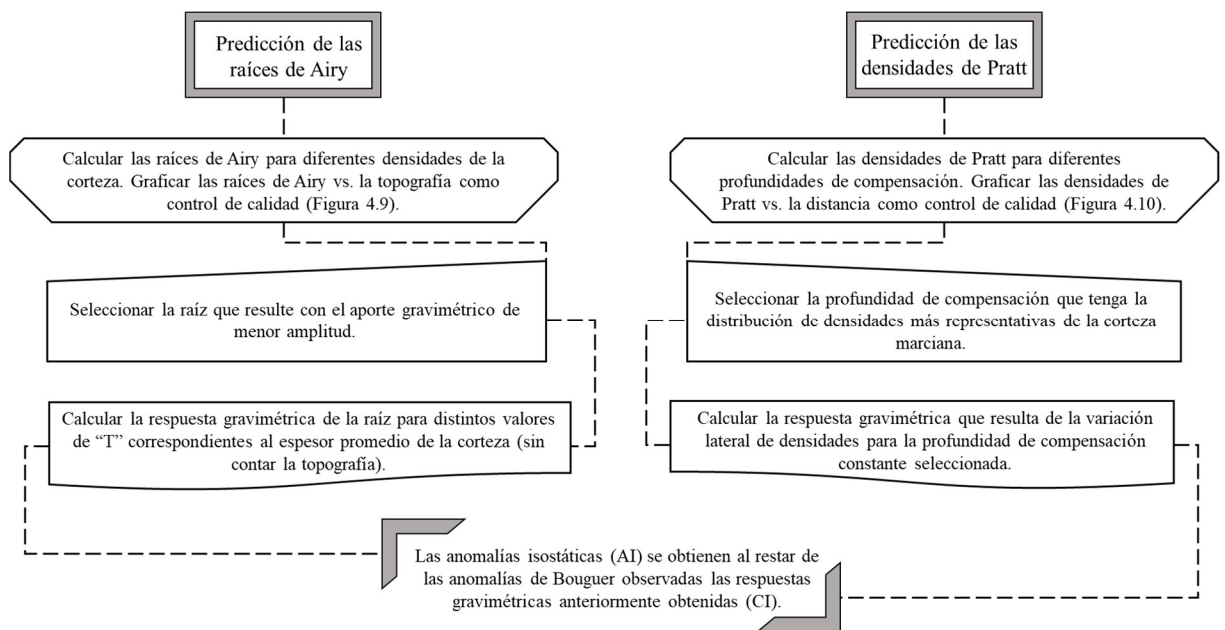 Predicción de las
raíces de Airy
Calcular las raíces de Airy para diferentes densidades de la
corteza. Graficar las raíces de Airy vs. la topografía como
control de calidad (Figura 4.9).
Seleccionar la raíz que resulte con el aporte gravimétrico de
menor amplitud.
Calcular la respuesta gravimétrica de la raíz para distintos valores
de “T” correspondientes al espesor promedio de la corteza (sin
contar la topografía).
Predicción de las
densidades de Pratt
Calcular las densidades de Pratt para diferentes
profundidades de compensación. Graficar las densidades de
Pratt vs. la distancia como control de calidad (Figura 4.10).
Seleccionar la profundidad de compensación que tenga la
distribución de densidades más representativas de la corteza
marciana.
Calcular la respuesta gravimétrica que resulta de la variación
lateral de densidades para la profundidad de compensación
constante seleccionada.
Las anomalías isostáticas (AI) se obtienen al restar de
las anomalías de Bouguer observadas las respuestas
gravimétricas anteriormente obtenidas (CI).